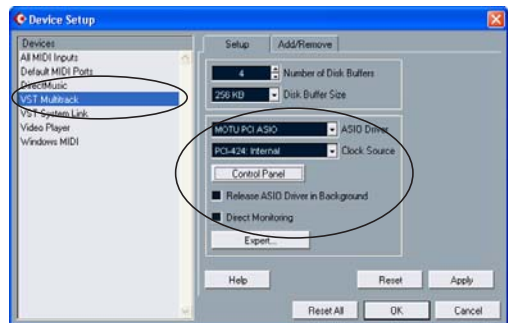 Device Setup
Devices
All MIDI Inputs
Default MIDI Ports
DirectMusic
VST Multitrack
VST System Link
Video Player
Windows MIDI
Setup Add/Remove
4 Number of Disk Buffers
256 KB Disk Buffer Size
MOTU PCI ASIO ASIO Driver
PCI-424: Internal Clock Source
Control Panel
Release ASIO Driver in Background
Direct Monitoring
Expert...
Help Reset Apply
Reset All OK Cancel